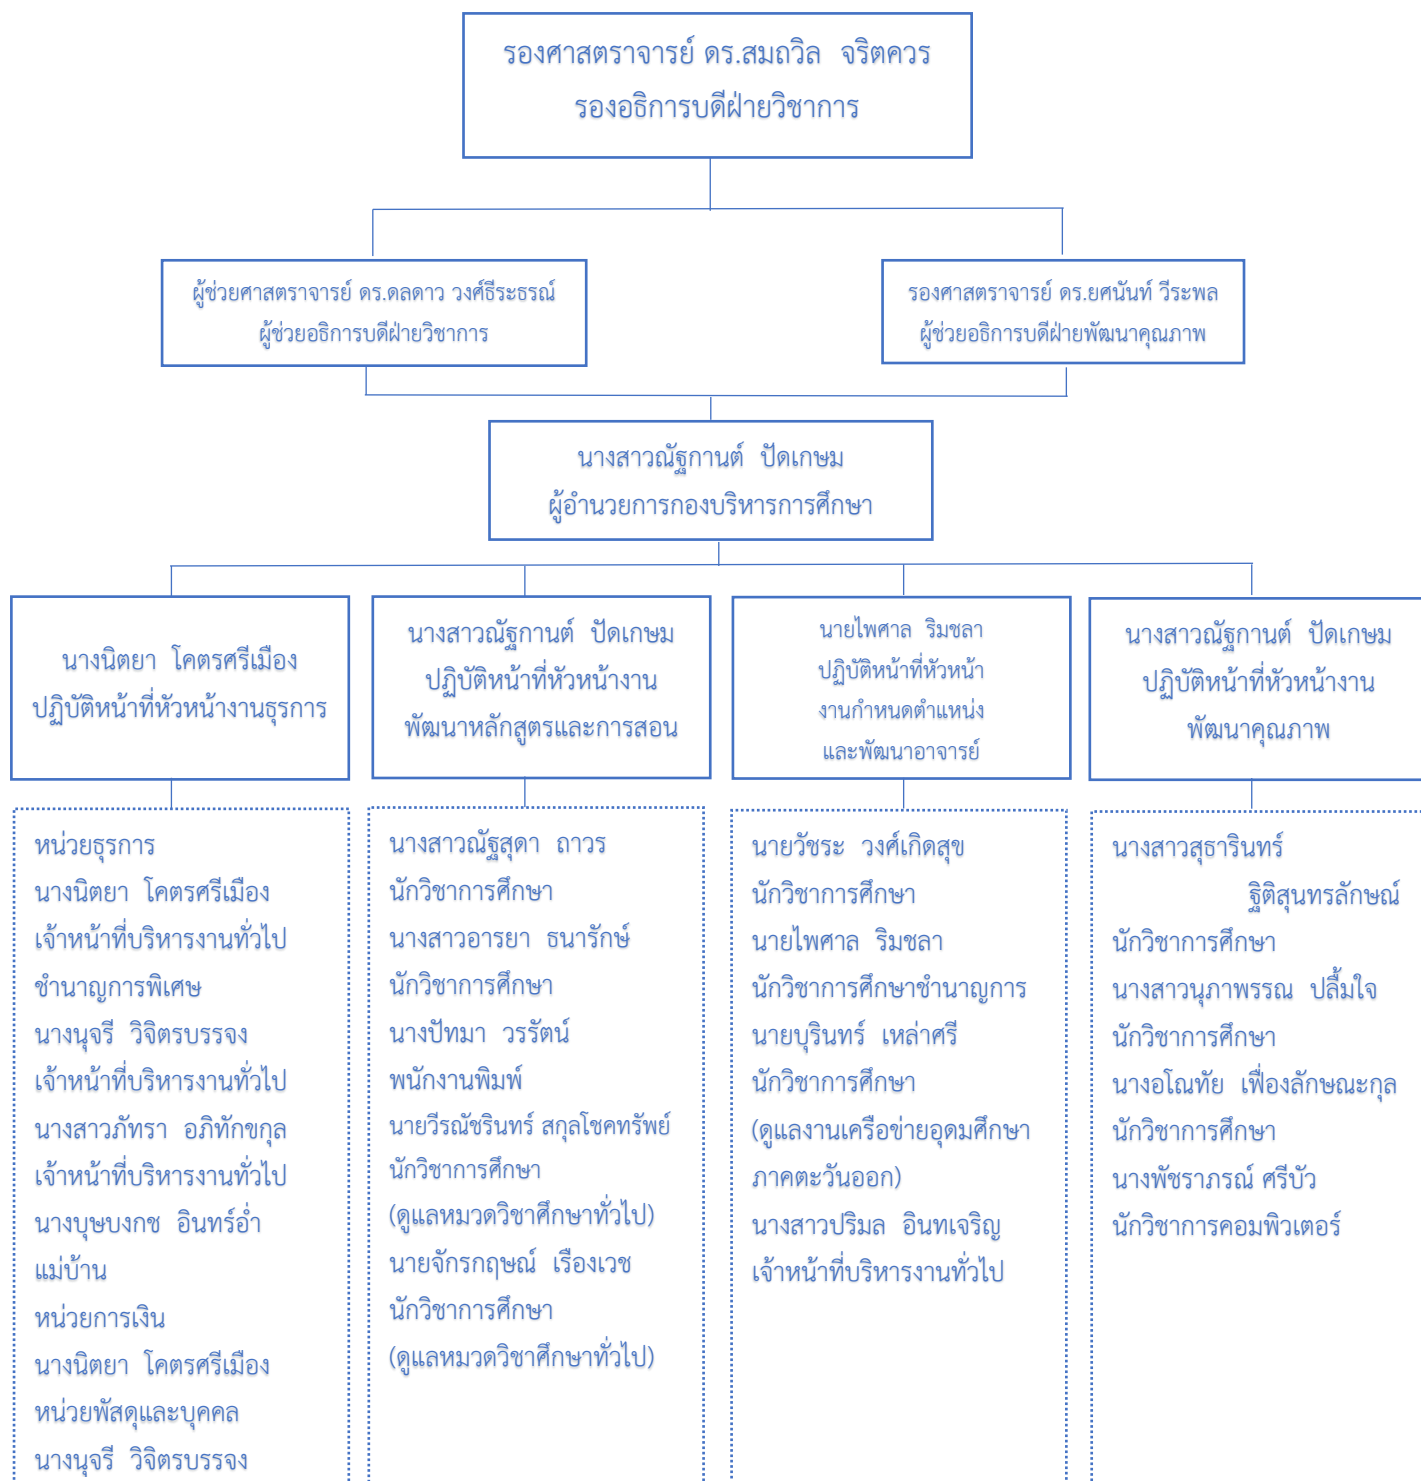 รองศาสตราจารย์ ดร.สมถวิล จริตควร
รองอธิการบดีฝ่ายวิชาการ
ผู้ช่วยศาสตราจารย์ ดร.ดลดาว วงศ์ธีระธรณ์
ผู้ช่วยอธิการบดีฝ่ายวิชาการ
รองศาสตราจารย์ ดร.ยศนันท์ วีระพล
ผู้ช่วยอธิการบดีฝ่ายพัฒนาคุณภาพ
นางสาวณัฐกานต์ ปัดเกษม
ผู้อำนวยการกองบริหารการศึกษา
นางนิตยา โคตรศรีเมือง
ปฏิบัติหน้าที่หัวหน้างานธุรการ
นางสาวณัฐกานต์ ปัดเกษม
ปฏิบัติหน้าที่หัวหน้างาน
พัฒนาหลักสูตรและการสอน
นายไพศาล ริมชลา
ปฏิบัติหน้าที่หัวหน้า
งานกำหนดตำแหน่ง
และพัฒนาอาจารย์
นางสาวณัฐกานต์ ปัดเกษม
ปฏิบัติหน้าที่หัวหน้างาน
พัฒนาคุณภาพ
หน่วยธุรการ
นางนิตยา โคตรศรีเมือง
เจ้าหน้าที่บริหารงานทั่วไป
ชำนาญการพิเศษ
นางนุจรี วิจิตรบรรจง
เจ้าหน้าที่บริหารงานทั่วไป
นางสาวภัทรา อภิทักขกุล
เจ้าหน้าที่บริหารงานทั่วไป
นางบุษบงกช อินทร์อ่ำ
แม่บ้าน
หน่วยการเงิน
นางนิตยา โคตรศรีเมือง
หน่วยพัสดุและบุคคล
นางนุจรี วิจิตรบรรจง
นางสาวณัฐสุดา ถาวร
นักวิชาการศึกษา
นางสาวอารยา ธนารักษ์
นักวิชาการศึกษา
นางปัทมา วรรัตน์
พนักงานพิมพ์
นายวีรณัชรินทร์ สกุลโชคทรัพย์
นักวิชาการศึกษา
(ดูแลหมวดวิชาศึกษาทั่วไป)
นายจักรกฤษณ์ เรืองเวช
นักวิชาการศึกษา
(ดูแลหมวดวิชาศึกษาทั่วไป)
นายวัชระ วงศ์เกิดสุข
นักวิชาการศึกษา
นายไพศาล ริมชลา
นักวิชาการศึกษาชำนาญการ
นายบุรินทร์ เหล่าศรี
นักวิชาการศึกษา
(ดูแลงานเครือข่ายอุดมศึกษา
ภาคตะวันออก)
นางสาวปริมล อินทเจริญ
เจ้าหน้าที่บริหารงานทั่วไป
นางสาวสุธารินทร์
ฐิติสุนทรลักษณ์
นักวิชาการศึกษา
นางสาวนุภาพรรณ ปลื้มใจ
นักวิชาการศึกษา
นางอโณทัย เฟื่องลักษณะกุล
นักวิชาการศึกษา
นางพัชราภรณ์ ศรีบัว
นักวิชาการคอมพิวเตอร์